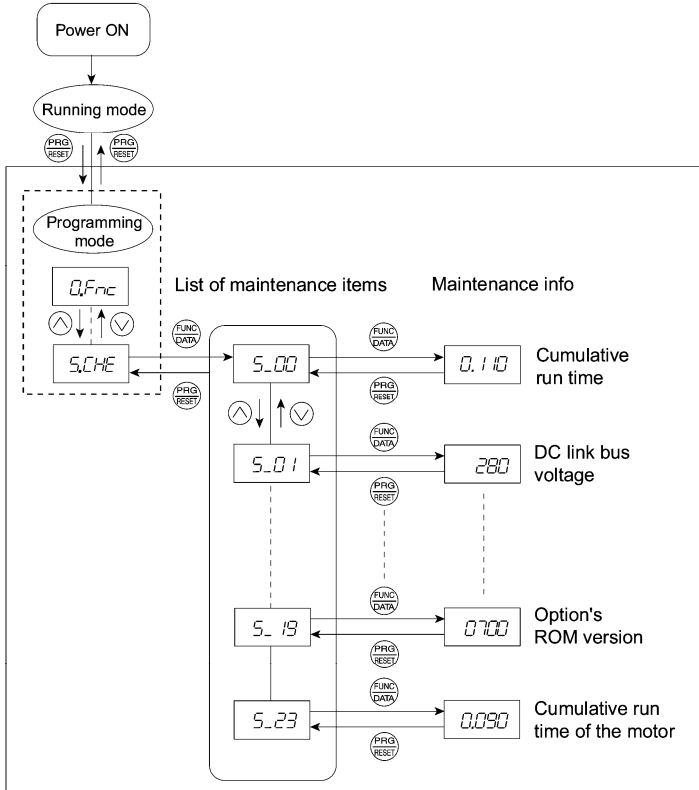 Power ON
Running mode
PRG
RESET
PRG
RESET
Programming
mode
0.Fnc
List of maintenance items
Maintenance info
FUNC
DATA
FUNC
DATA
5.CHE
5_00
0.110
Cumulative
run time
PRG
RESET
PRG
RESET
FUNC
DATA
5_01
280
DC link bus
voltage
PRG
RESET
FUNC
DATA
5_19
0700
Option's
ROM version
PRG
RESET
FUNC
DATA
5_23
0.090
Cumulative run
time of the motor
PRG
RESET